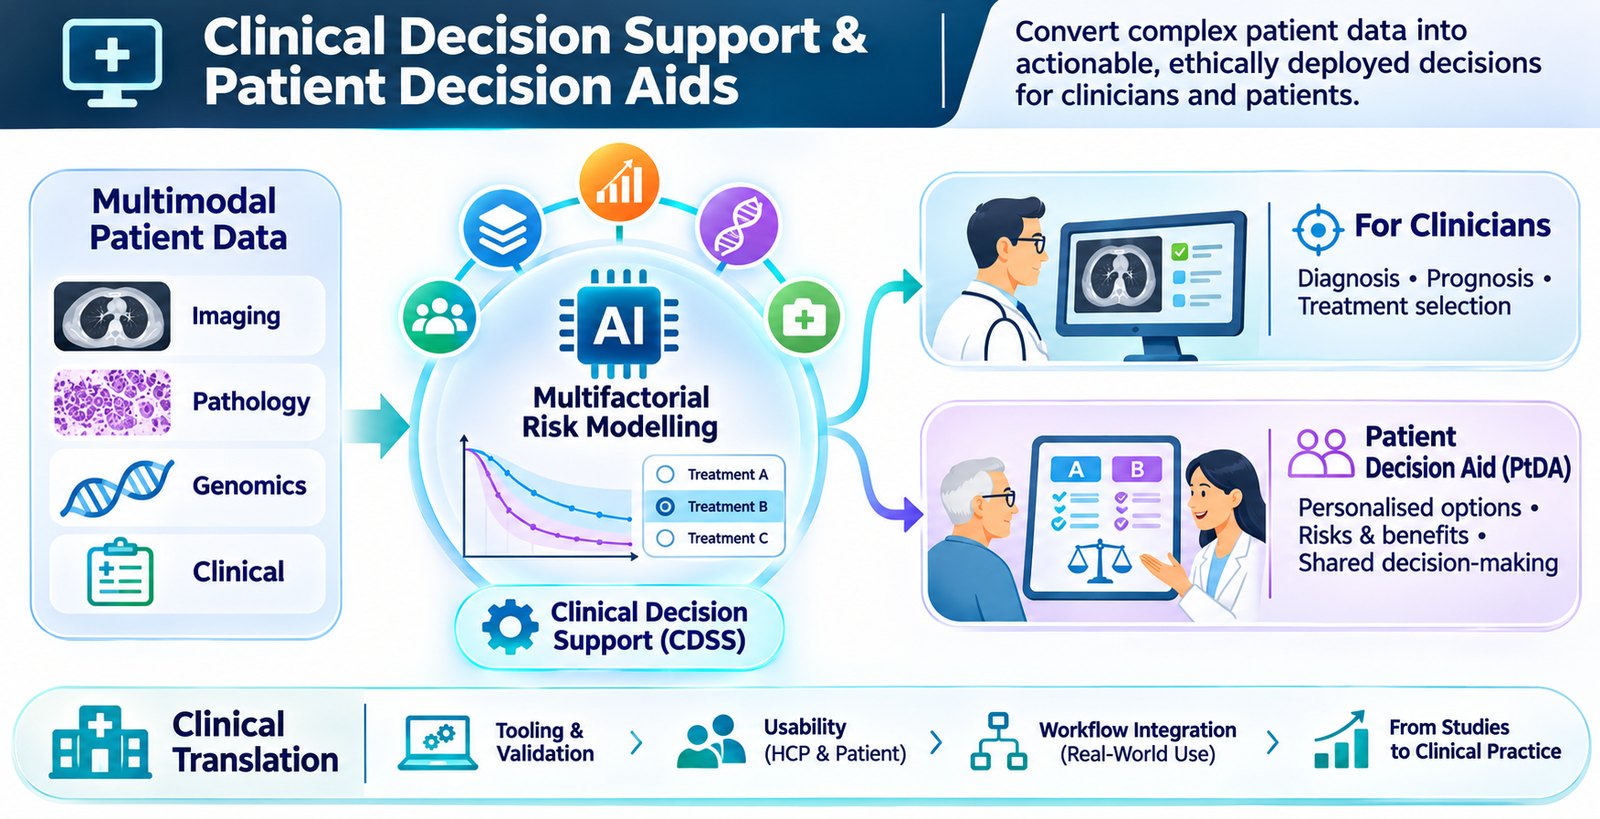 Clinical Decision Support &
Patient Decision Aids
Convert complex patient data into
actionable, ethically deployed decisions
for clinicians and patients.
Multimodal
Patient Data
Imaging
Pathology
Genomics
Clinical
AI
Multifactorial
Risk Modelling
Treatment A
Treatment B
Treatment C
Clinical Decision
Support (CDSS)
For Clinicians
Diagnosis • Prognosis •
Treatment selection
A B
Patient
Decision Aid (PtDA)
Personalised options •
Risks & benefits •
Shared decision-making
Clinical
Translation
Tooling &
Validation
Usability
(HCP & Patient)
Workflow Integration
(Real-World Use)
From Studies
to Clinical Practice